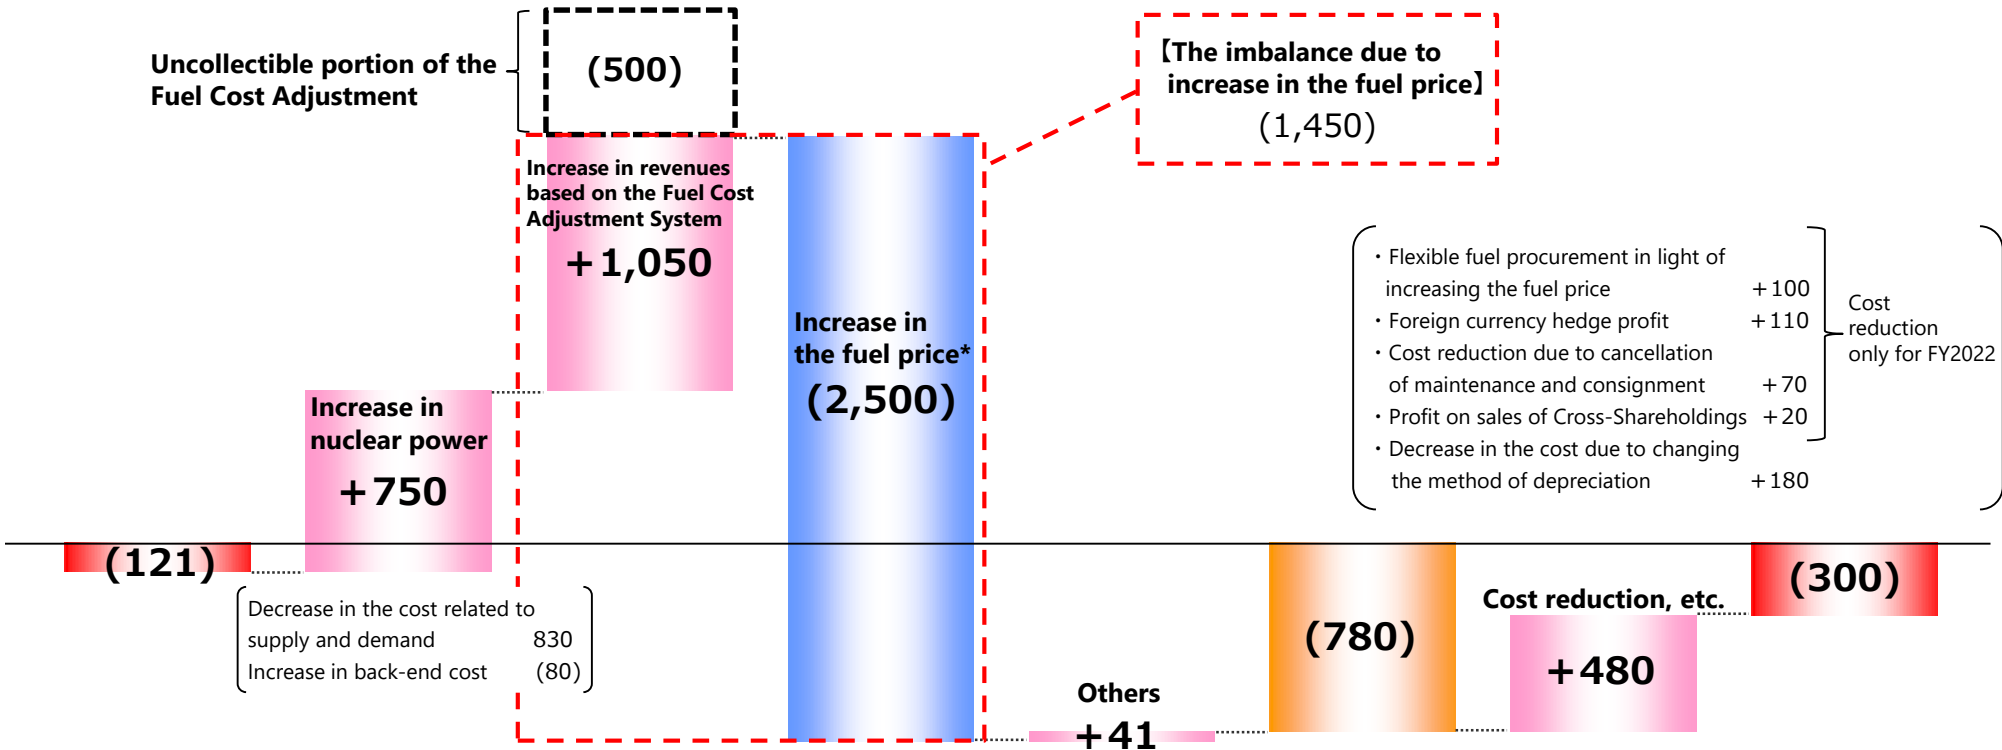 Uncollectible portion of the
Fuel Cost Adjustment
(500)
【The imbalance due to
increase in the fuel price】
(1,450)
Increase in revenues
based on the Fuel Cost
Adjustment System
+1,050
Increase in
the fuel price*
(2,500)
Increase in
nuclear power
+750
(121)
Decrease in the cost related to
supply and demand 830
Increase in back-end cost (80)
Others
+41
(780)
Cost reduction, etc.
+480
(300)
・Flexible fuel procurement in light of
increasing the fuel price +100
・Foreign currency hedge profit +110
・Cost reduction due to cancellation
of maintenance and consignment +70
・Profit on sales of Cross-Shareholdings +20
・Decrease in the cost due to changing
the method of depreciation +180
Cost
reduction
only for FY2022